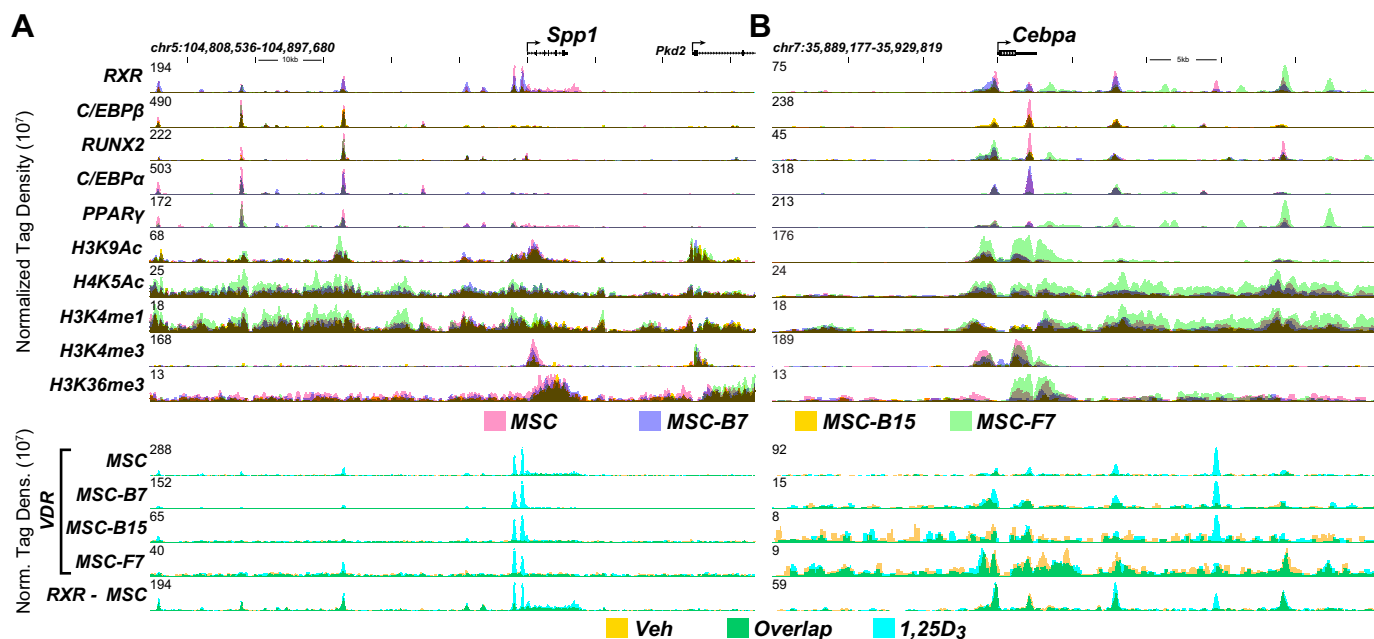 A
B
Spp1
Cebpa
chr5:104,808,536-104,897,680
Pkd2
chr7:35,889,177-35,929,819
10kb
5kb
Normalized Tag Density (10⁷)
RXR 194 75
C/EBPβ 490 238
RUNX2 222 45
C/EBPα 503 318
PPARγ 172 213
H3K9Ac 68 176
H4K5Ac 25 24
H3K4me1 18 18
H3K4me3 168 189
H3K36me3 13 13
MSC MSC-B7 MSC-B15 MSC-F7
Norm. Tag Dens. (10⁷)
VDR
MSC 288 92
MSC-B7 152 15
MSC-B15 65 8
MSC-F7 40 9
RXR - MSC 194 59
Veh Overlap 1,25D₃